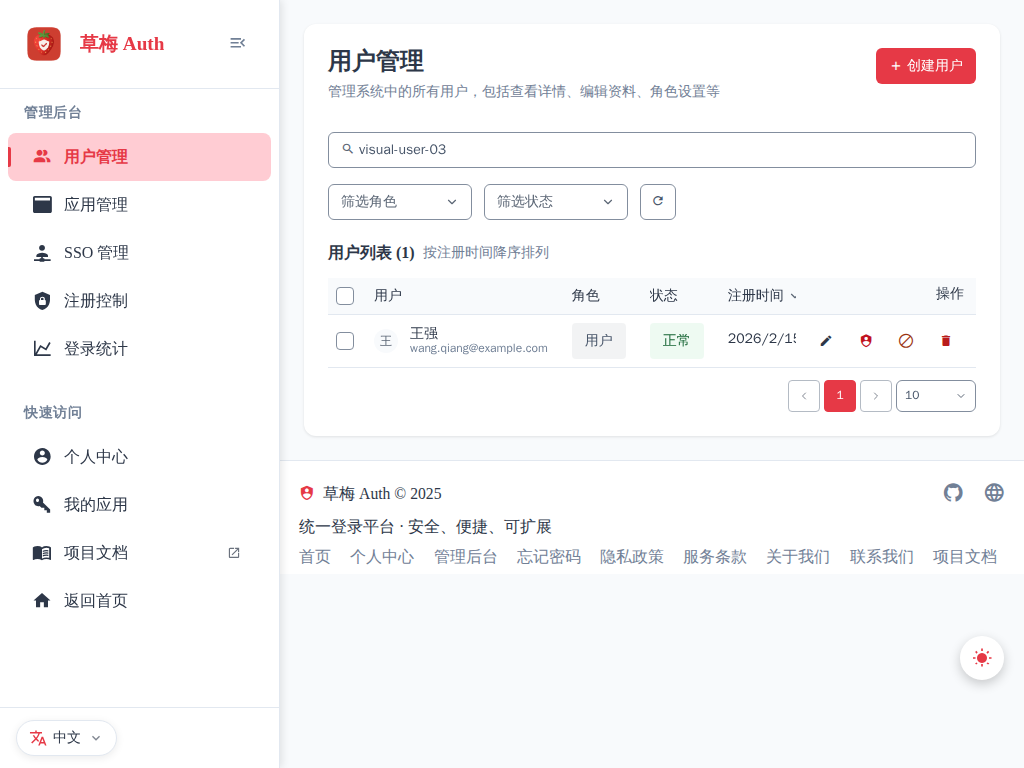 草梅 Auth
管理后台
用户管理
应用管理
SSO 管理
注册控制
登录统计
快速访问
个人中心
我的应用
项目文档
返回首页
中文
用户管理
管理系统中的所有用户，包括查看详情、编辑资料、角色设置等
创建用户
visual-user-03
筛选角色 筛选状态
用户列表 (1) 按注册时间降序排列
用户 角色 状态 注册时间 操作
王 王强 用户 正常 2026/2/15
wang.qiang@example.com
1 10
草梅 Auth © 2025
统一登录平台 · 安全、便捷、可扩展
首页 个人中心 管理后台 忘记密码 隐私政策 服务条款 关于我们 联系我们 项目文档